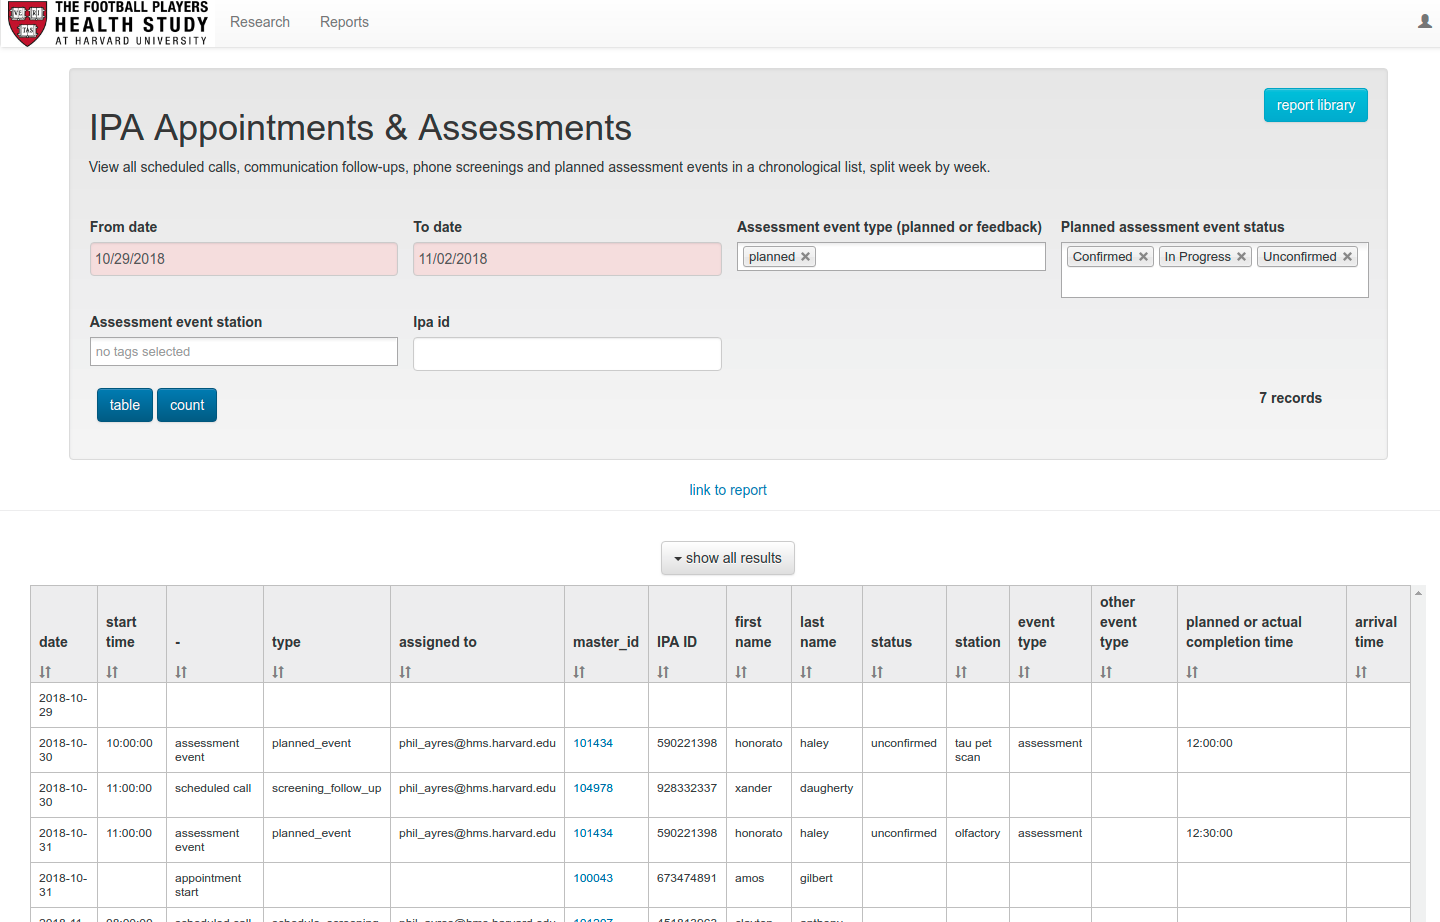 THE FOOTBALL PLAYERS
HEALTH STUDY
AT HARVARD UNIVERSITY
VE RI
TAS
Research Reports
report library
IPA Appointments & Assessments
View all scheduled calls, communication follow-ups, phone screenings and planned assessment events in a chronological list, split week by week.
From date To date Assessment event type (planned or feedback) Planned assessment event status
10/29/2018 11/02/2018 planned Confirmed In Progress Unconfirmed
Assessment event station Ipa id
no tags selected
table count 7 records
link to report
show all results
date start time - type assigned to master_id IPA ID first name last name status station event type other event type planned or actual completion time arrival time
2018-10-29
2018-10-30 10:00:00 assessment event planned_event phil_ayres@hms.harvard.edu 101434 590221398 honorato haley unconfirmed tau pet scan assessment 12:00:00
2018-10-30 11:00:00 scheduled call screening_follow_up phil_ayres@hms.harvard.edu 104978 928332337 xander daugherty
2018-10-31 11:00:00 assessment event planned_event phil_ayres@hms.harvard.edu 101434 590221398 honorato haley unconfirmed olfactory assessment 12:30:00
2018-10-31 appointment start 100043 673474891 amos gilbert